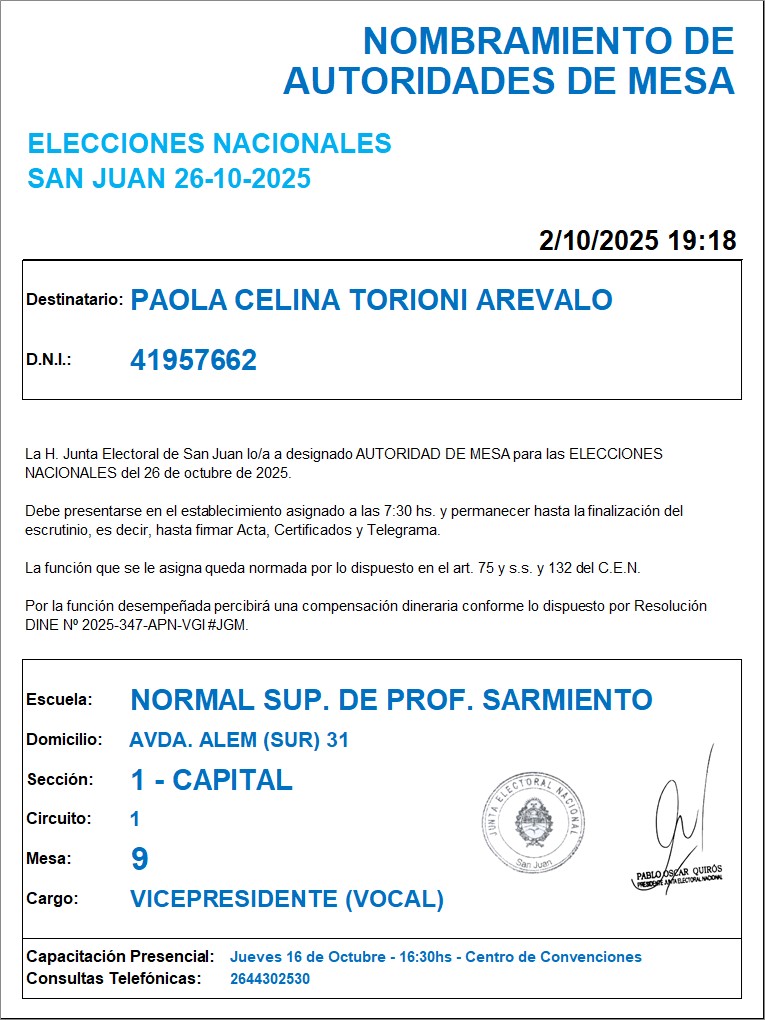 NOMBRAMIENTO DE
AUTORIDADES DE MESA
ELECCIONES NACIONALES
SAN JUAN 26-10-2025
2/10/2025 19:18
Destinatario: PAOLA CELINA TORIONI AREVALO
D.N.I.: 41957662
La H. Junta Electoral de San Juan lo/a a designado AUTORIDAD DE MESA para las ELECCIONES
NACIONALES del 26 de octubre de 2025.
Debe presentarse en el establecimiento asignado a las 7:30 hs. y permanecer hasta la finalización del
escrutinio, es decir, hasta firmar Acta, Certificados y Telegrama.
La función que se le asigna queda normada por lo dispuesto en el art. 75 y s.s. y 132 del C.E.N.
Por la función desempeñada percibirá una compensación dineraria conforme lo dispuesto por Resolución
DINE Nº 2025-347-APN-VGI#JGM.
Escuela: NORMAL SUP. DE PROF. SARMIENTO
Domicilio: AVDA. ALEM (SUR) 31
Sección: 1 - CAPITAL
Circuito: 1
Mesa: 9
Cargo: VICEPRESIDENTE (VOCAL)
JUNTA ELECTORAL NACIONAL
San Juan
PABLO OSCAR QUIRÓS
PRESIDENTE JUNTA ELECTORAL NACIONAL
Capacitación Presencial: Jueves 16 de Octubre - 16:30hs - Centro de Convenciones
Consultas Telefónicas: 2644302530